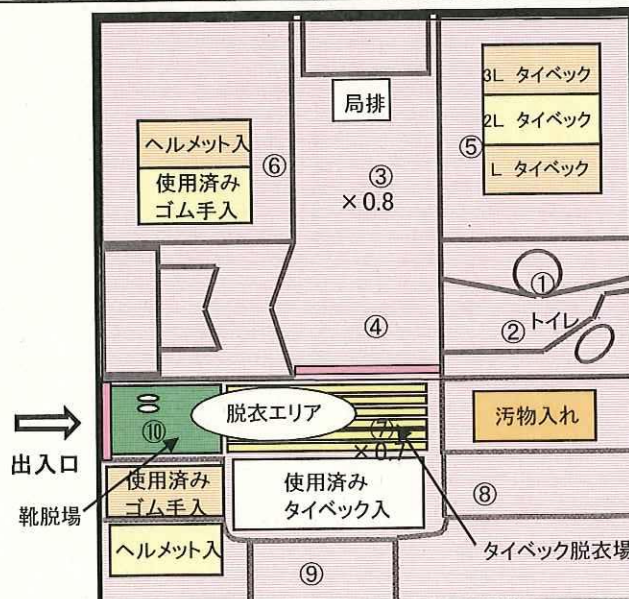 局排
3L タイベック
2L タイベック
L タイベック
⑤
ヘルメット入
使用済み
ゴム手入
⑥
③
×0.8
①
② トイレ
④
出入口
⑩
脱衣エリア
⑦
×0.7
汚物入れ
靴脱場
使用済み
ゴム手入
使用済み
タイベック入
⑧
ヘルメット入
タイベック脱衣場
⑨